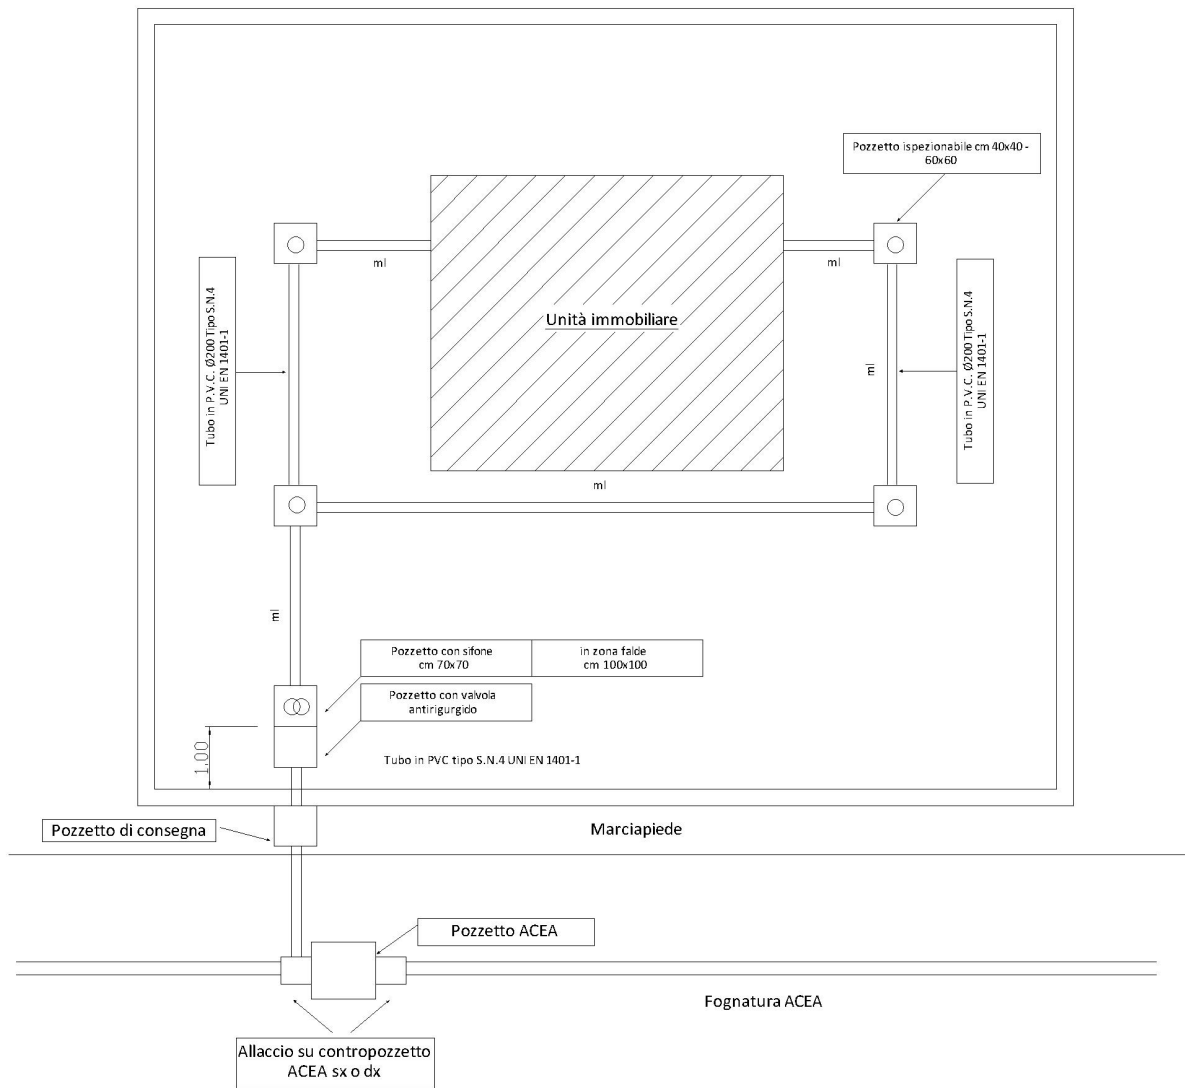 Pozzetto ispezionabile cm 40x40 -
60x60
ml
ml
Tubo in P.V.C. Ø200 Tipo S.N.4
UNI EN 1401-1
Unità immobiliare
ml
Tubo in P.V.C. Ø200 Tipo S.N.4
UNI EN 1401-1
ml
ml
Pozzetto con sifone
cm 70x70
in zona falde
cm 100x100
Pozzetto con valvola
antirigurgido
1.00
Tubo in PVC tipo S.N.4 UNI EN 1401-1
Pozzetto di consegna
Marciapiede
Pozzetto ACEA
Fognatura ACEA
Allaccio su contropozzetto
ACEA sx o dx